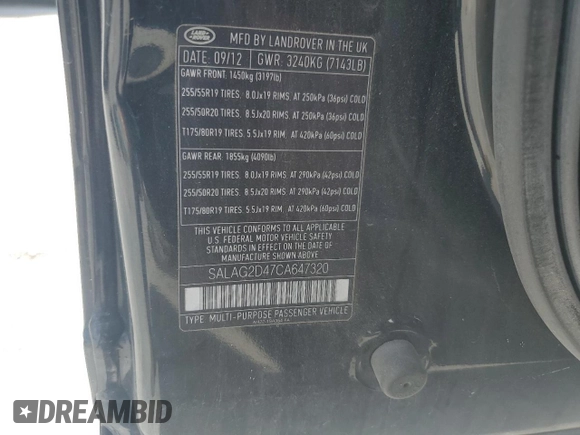 LAND ROVER
MFD BY LANDROVER IN THE UK
DATE: 09/12 GWR: 3240KG (7143LB)
GAWR FRONT: 1450kg (3197lb)
255/55R19 TIRES. 8.0Jx19 RIMS. AT 250kPa (36psi) COLD
255/50R20 TIRES. 8.5Jx20 RIMS. AT 250kPa (36psi) COLD
T175/80R19 TIRES. 5.5Jx19 RIM. AT 420kPa (60psi) COLD
GAWR REAR: 1855kg (4090lb)
255/55R19 TIRES. 8.0Jx19 RIMS. AT 290kPa (42psi) COLD
255/50R20 TIRES. 8.5Jx20 RIMS. AT 290kPa (42psi) COLD
T175/80R19 TIRES. 5.5Jx19 RIM. AT 420kPa (60psi) COLD
THIS VEHICLE CONFORMS TO ALL APPLICABLE
U.S. FEDERAL MOTOR VEHICLE SAFETY
STANDARDS IN EFFECT ON THE DATE OF
MANUFACTURE SHOWN ABOVE.
SALAG2D47CA647320
TYPE: MULTI-PURPOSE PASSENGER VEHICLE
DREAMBID